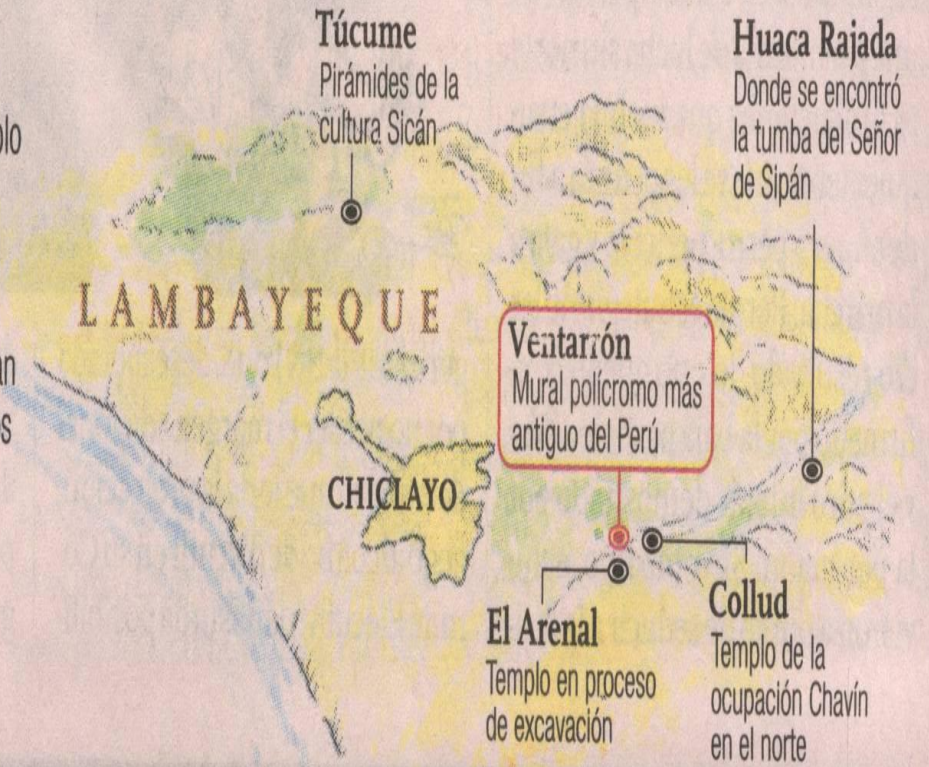 Túcume
Pirámides de la
cultura Sicán
Huaca Rajada
Donde se encontró
la tumba del Señor
de Sipán
LAMBAYEQUE
Ventarrón
Mural polícromo más
antiguo del Perú
CHICLAYO
El Arenal
Templo en proceso
de excavación
Collud
Templo de la
ocupación Chavín
en el norte